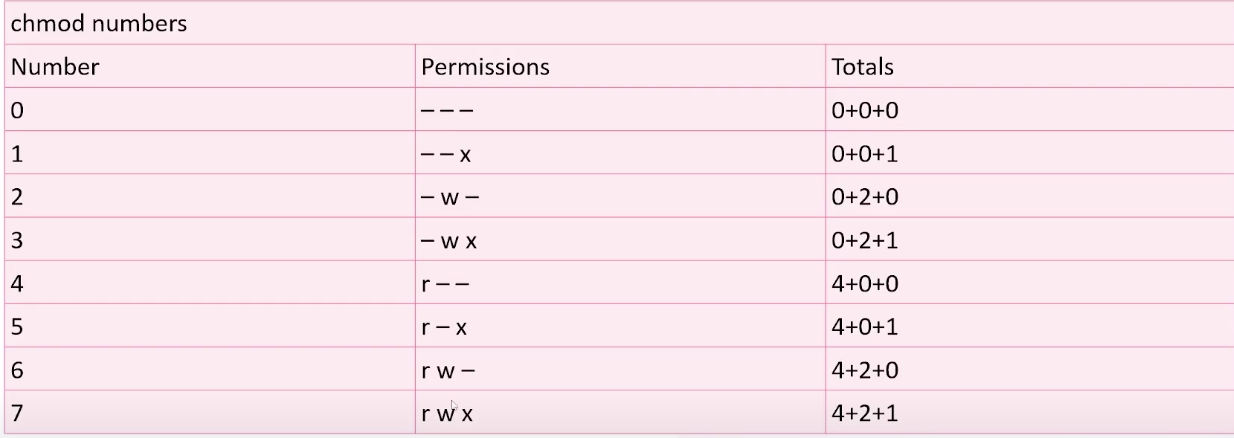 chmod numbers
Number Permissions Totals
0 – – – 0+0+0
1 – – x 0+0+1
2 – w – 0+2+0
3 – w x 0+2+1
4 r – – 4+0+0
5 r – x 4+0+1
6 r w – 4+2+0
7 r w x 4+2+1